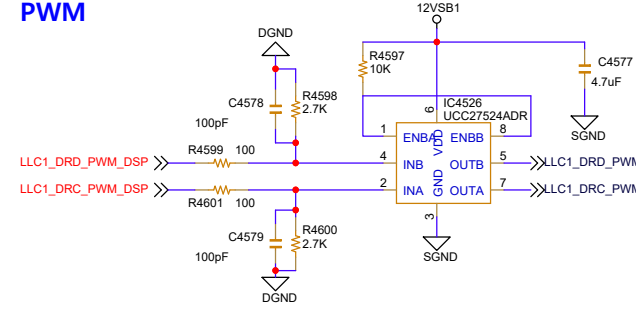 PWM
12VSB1
DGND
R4597
10K
C4577
4.7uF
C4578
R4598
2.7K
100pF
IC4526
UCC27524ADR
SGND
6
1
ENBA
VDD
ENBB
8
R4599
100
LLC1_DRD_PWM_DSP
4
INB
OUTB
5
LLC1_DRD_PWM
LLC1_DRC_PWM_DSP
2
INA
GND
OUTA
7
LLC1_DRC_PWM
R4601
100
3
C4579
R4600
2.7K
100pF
SGND
DGND